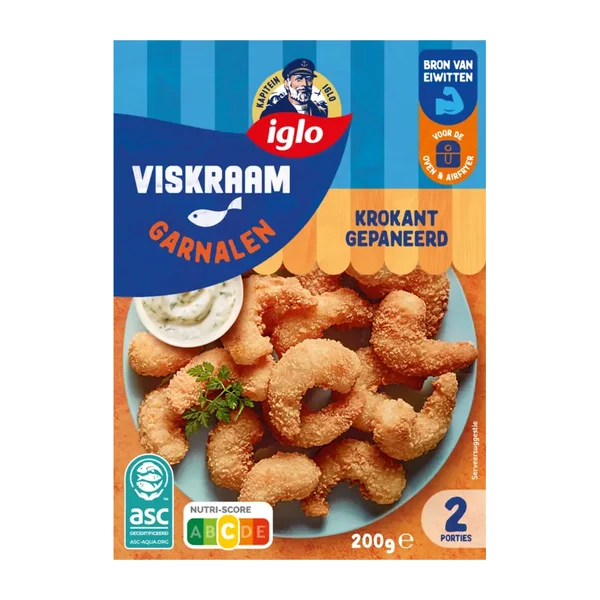 KAPITEIN IGLO
iglo
VISKRAAM
GARNALEN
KROKANT
GEPANEERD
BRON VAN
EIWITTEN
VOOR DE
OVEN & AIRFRYER
Serveersuggestie
asc
GECERTIFICEERD
ASC-AQUA.ORG
NUTRI-SCORE
A B C D E
200g e
2
PORTIES